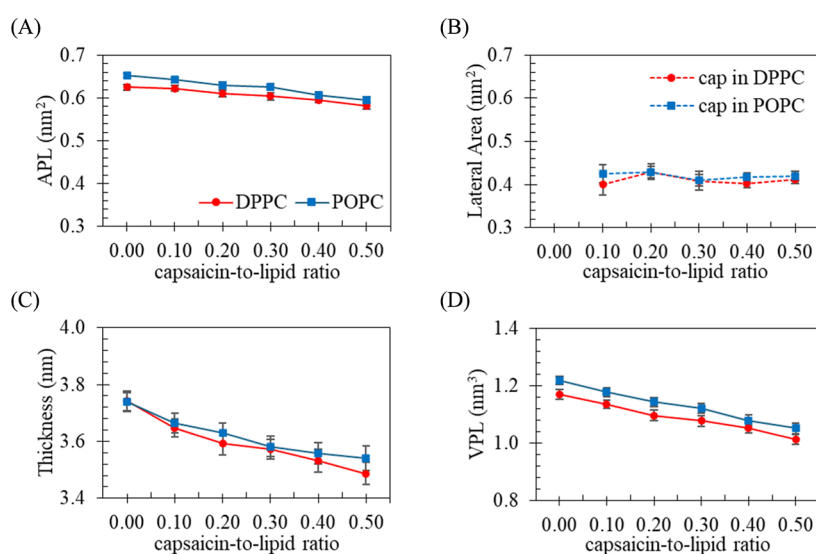 (A)
0.7
0.6
0.5
0.4
0.3
0.2
APL (nm²)
DPPC
POPC
0.00 0.10 0.20 0.30 0.40 0.50
capsaicin-to-lipid ratio
(B)
0.7
0.6
0.5
0.4
0.3
Lateral Area (nm²)
cap in DPPC
cap in POPC
0.00 0.10 0.20 0.30 0.40 0.50
capsaicin-to-lipid ratio
(C)
4.0
3.8
3.6
3.4
Thickness (nm)
0.00 0.10 0.20 0.30 0.40 0.50
capsaicin-to-lipid ratio
(D)
1.4
1.2
1.0
0.8
VPL (nm³)
0.00 0.10 0.20 0.30 0.40 0.50
capsaicin-to-lipid ratio